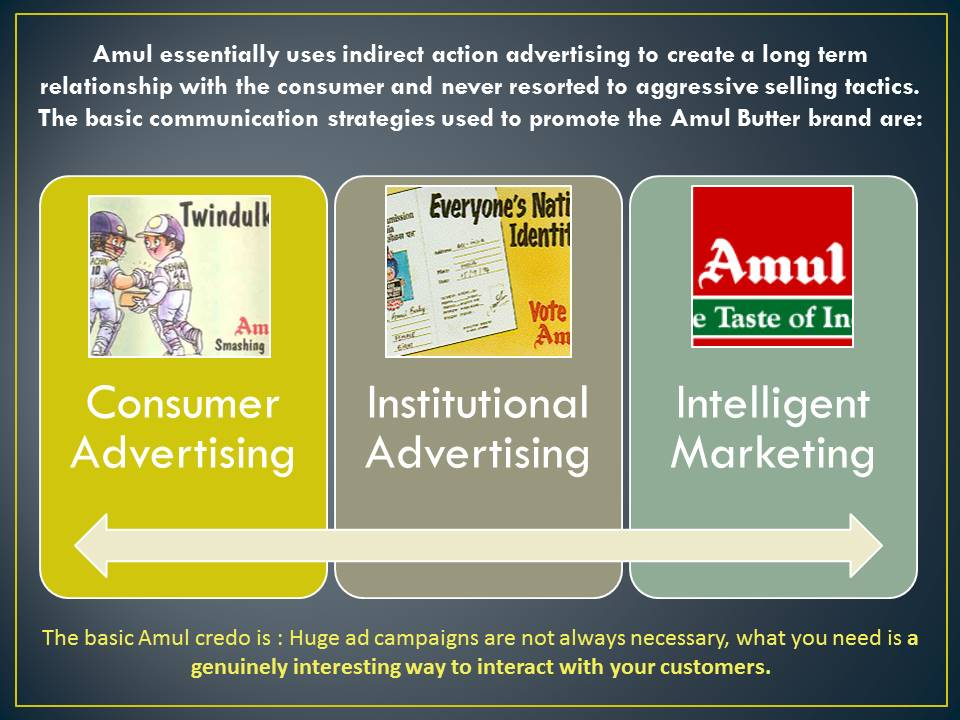 Amul essentially uses indirect action advertising to create a long term
relationship with the consumer and never resorted to aggressive selling tactics.
The basic communication strategies used to promote the Amul Butter brand are:
Twindulk
10
44
Am
Smashing
Everyone's Nati
Identit
mission
Vote
Am
Amul
e Taste of In
Consumer
Advertising
Institutional
Advertising
Intelligent
Marketing
The basic Amul credo is : Huge ad campaigns are not always necessary, what you need is a
genuinely interesting way to interact with your customers.